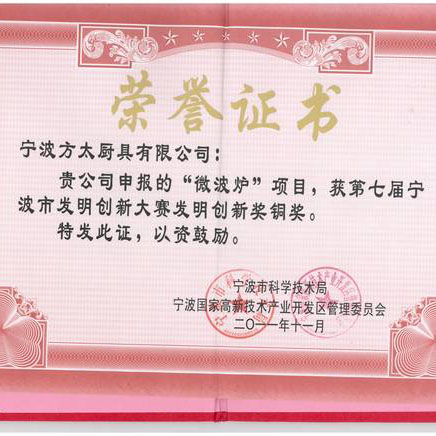 荣誉证书
宁波方太厨具有限公司：
贵公司申报的“微波炉”项目，获第七届宁
波市发明创新大赛发明创新奖铜奖。
特发此证，以资鼓励。
宁波市科学技术局
宁波国家高新技术产业开发区管理委员会
二〇一一年十一月